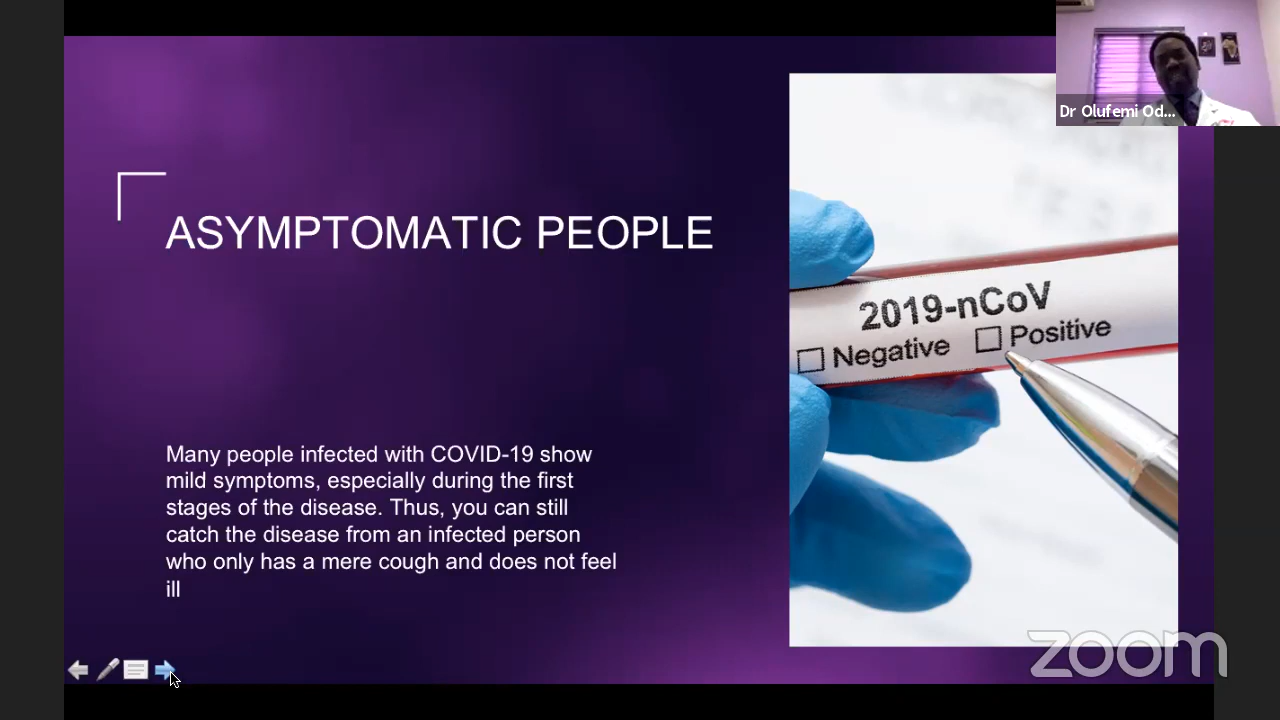 Dr Olufemi Od...
ASYMPTOMATIC PEOPLE
2019-nCoV
Negative Positive
Many people infected with COVID-19 show
mild symptoms, especially during the first
stages of the disease. Thus, you can still
catch the disease from an infected person
who only has a mere cough and does not feel
ill
zoom